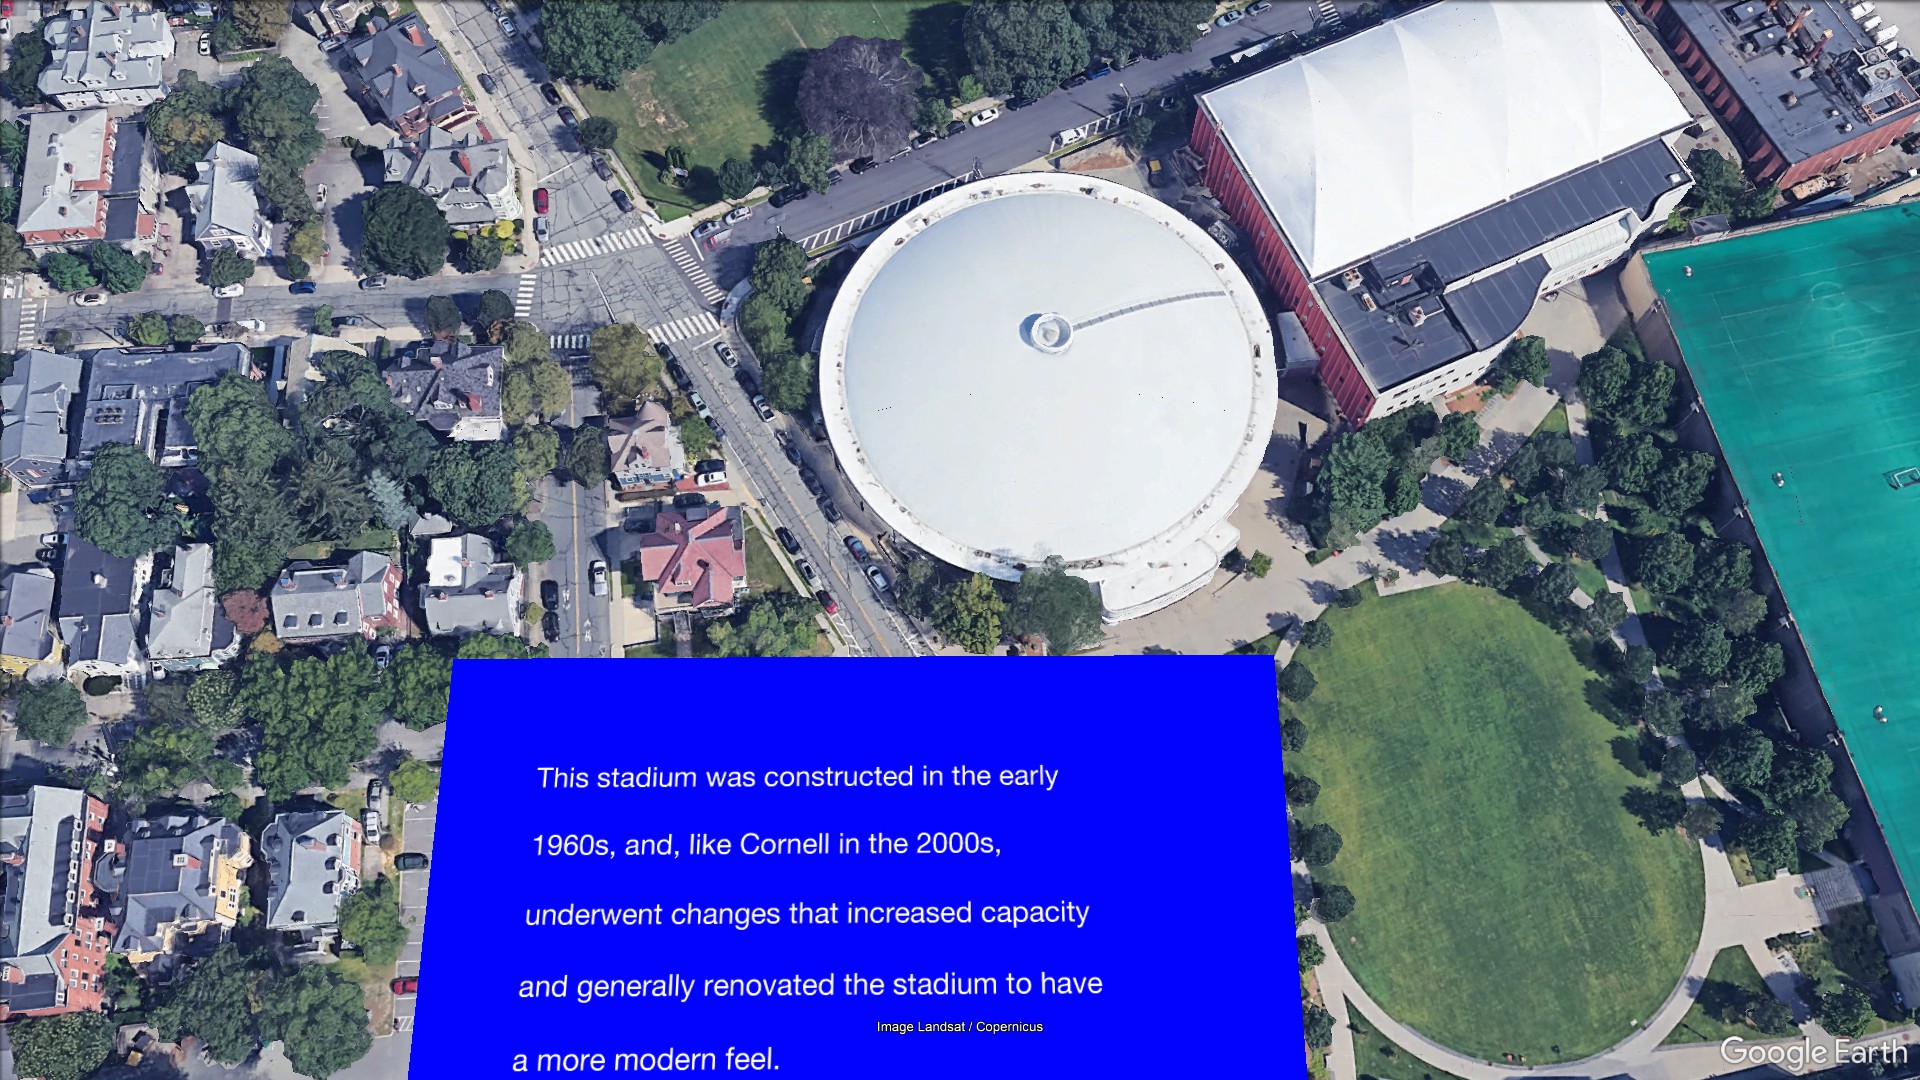 This stadium was constructed in the early
1960s, and, like Cornell in the 2000s,
underwent changes that increased capacity
and generally renovated the stadium to have
a more modern feel.
Image Landsat / Copernicus
Google Earth